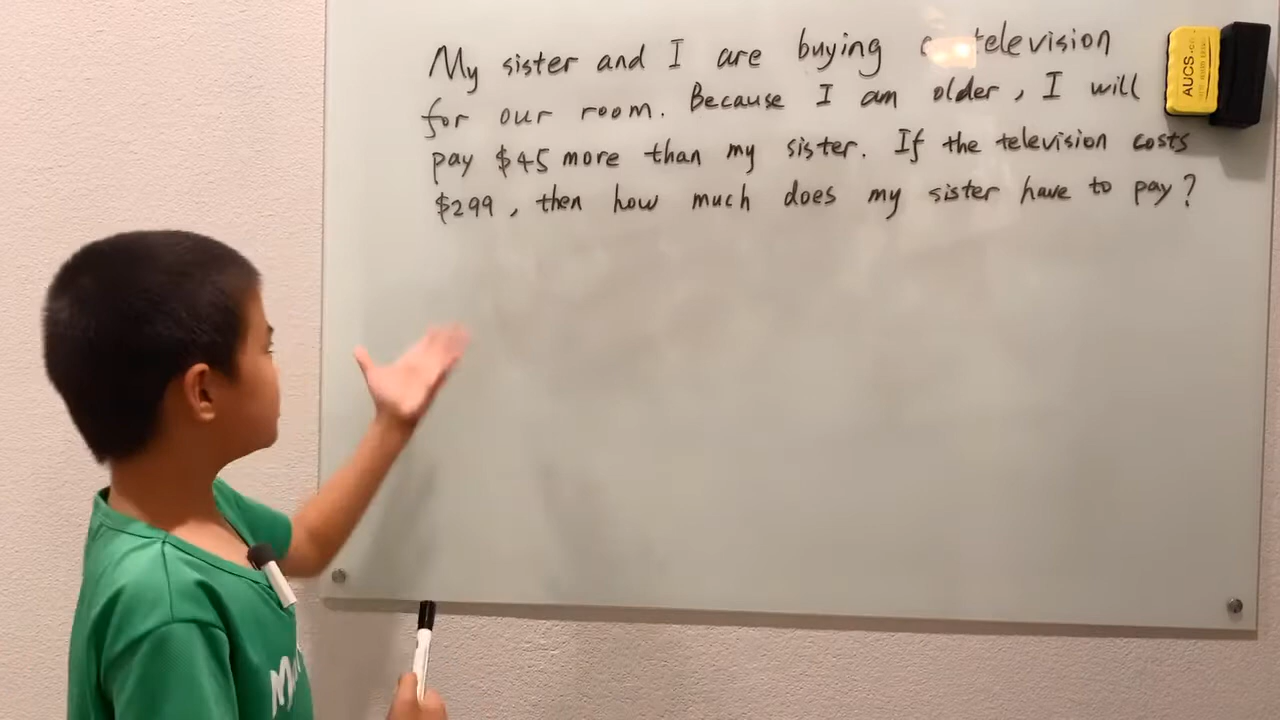 My sister and I are buying television
for our room. Because I am older, I will
pay $45 more than my sister. If the television costs
$299, then how much does my sister have to pay?
AUCS